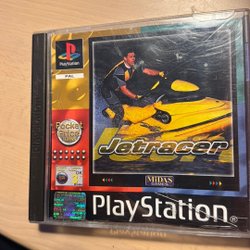 PlayStation
PAL
Jetracer
Pocket
Price
MIDAS
PlayStation